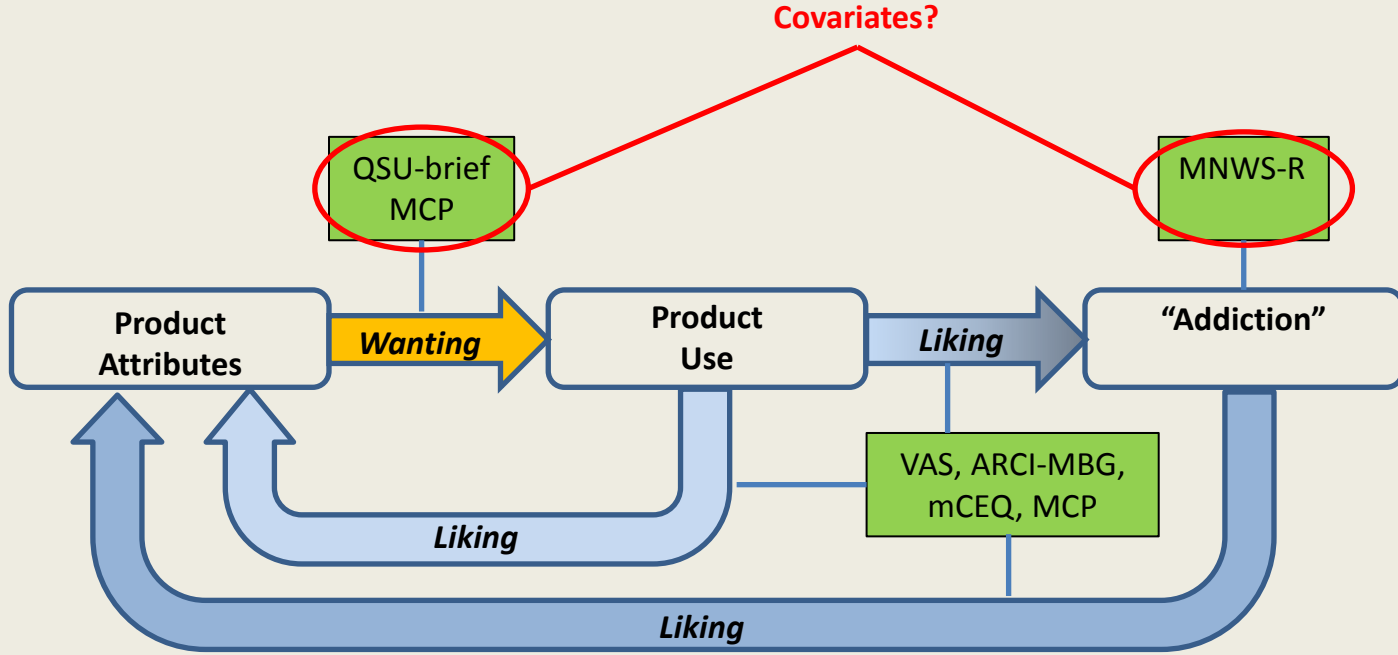 Covariates?
QSU-brief
MCP
MNWS-R
Product
Attributes
Wanting
Product
Use
Liking
“Addiction”
VAS, ARCI-MBG,
mCEQ, MCP
Liking
Liking